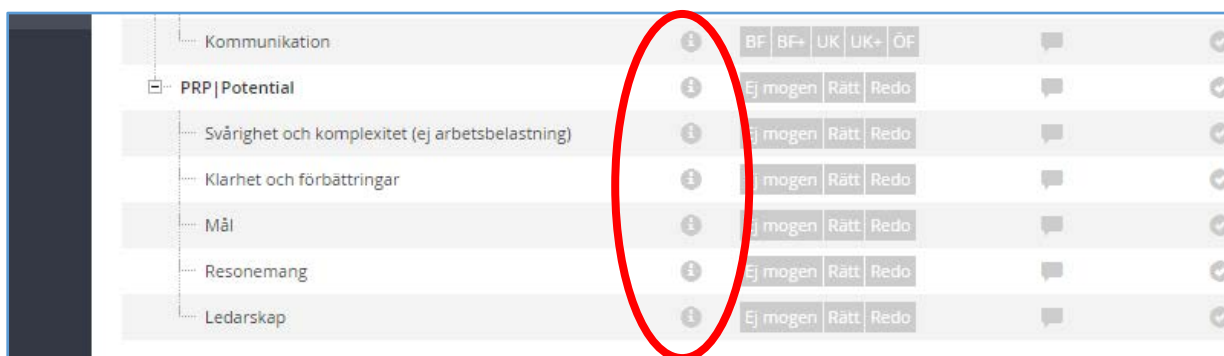 Kommunikation BF BF+ UK UK+ ÖF
PRP|Potential Ej mogen Rätt Redo
Svårighet och komplexitet (ej arbetsbelastning) Ej mogen Rätt Redo
Klarhet och förbättringar Ej mogen Rätt Redo
Mål Ej mogen Rätt Redo
Resonemang Ej mogen Rätt Redo
Ledarskap Ej mogen Rätt Redo